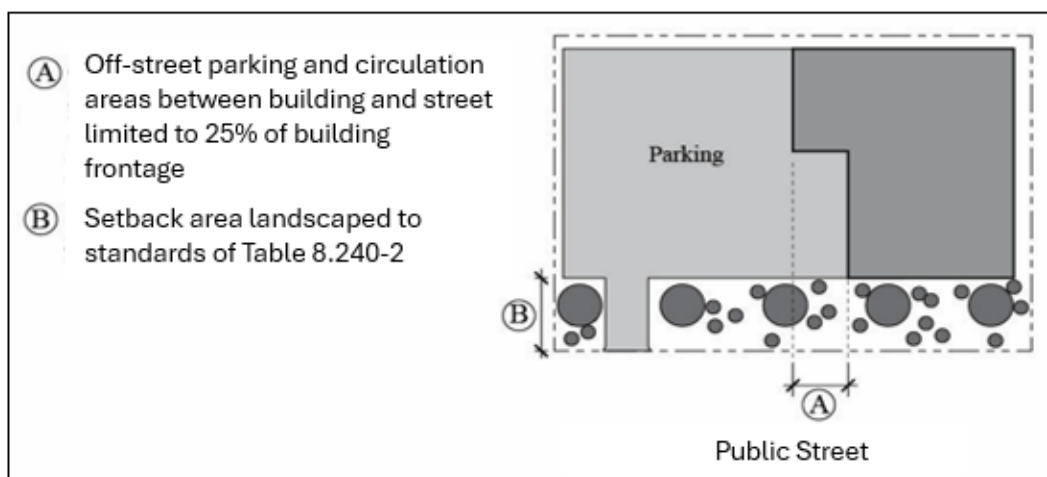 Ⓐ Off-street parking and circulation
areas between building and street
limited to 25% of building
frontage
Ⓑ Setback area landscaped to
standards of Table 8.240-2
Parking
Ⓑ
Ⓐ
Public Street